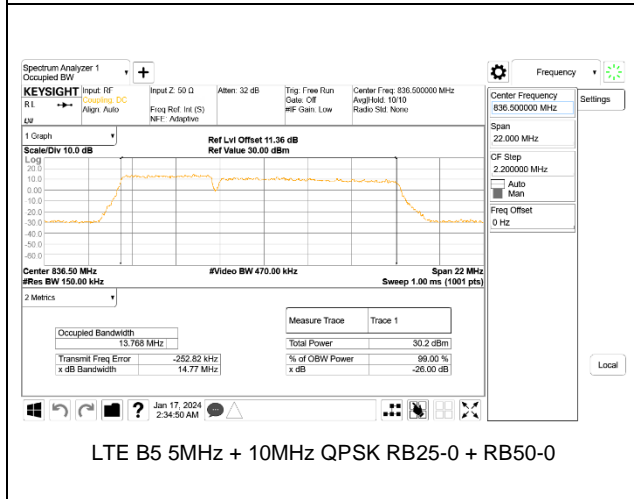 Spectrum Analyzer 1
Occupied BW
Frequency
KEYSIGHT Input: RF Input Z: 50 Ω Atten: 32 dB Trig: Free Run Center Freq: 836.500000 MHz
RL Coupling: DC Gate: Off Avg|Hold: 10/10
Align: Auto Freq Ref: Int (S) #IF Gain: Low Radio Std: None
NFE: Adaptive
Center Frequency
836.500000 MHz
Settings
Span
22.000 MHz
CF Step
2.200000 MHz
Auto
Man
Freq Offset
0 Hz
1 Graph
Ref Lvl Offset 11.36 dB
Scale/Div 10.0 dB Ref Value 30.00 dBm
Log
20.0
10.0
0.00
-10.0
-20.0
-30.0
-40.0
-50.0
-60.0
Center 836.50 MHz #Video BW 470.00 kHz Span 22 MHz
#Res BW 150.00 kHz Sweep 1.00 ms (1001 pts)
2 Metrics
Measure Trace Trace 1
Occupied Bandwidth
13.768 MHz Total Power 30.2 dBm
Transmit Freq Error -252.82 kHz % of OBW Power 99.00 %
x dB Bandwidth 14.77 MHz x dB -26.00 dB
Local
Jan 17, 2024
2:34:50 AM
LTE B5 5MHz + 10MHz QPSK RB25-0 + RB50-0